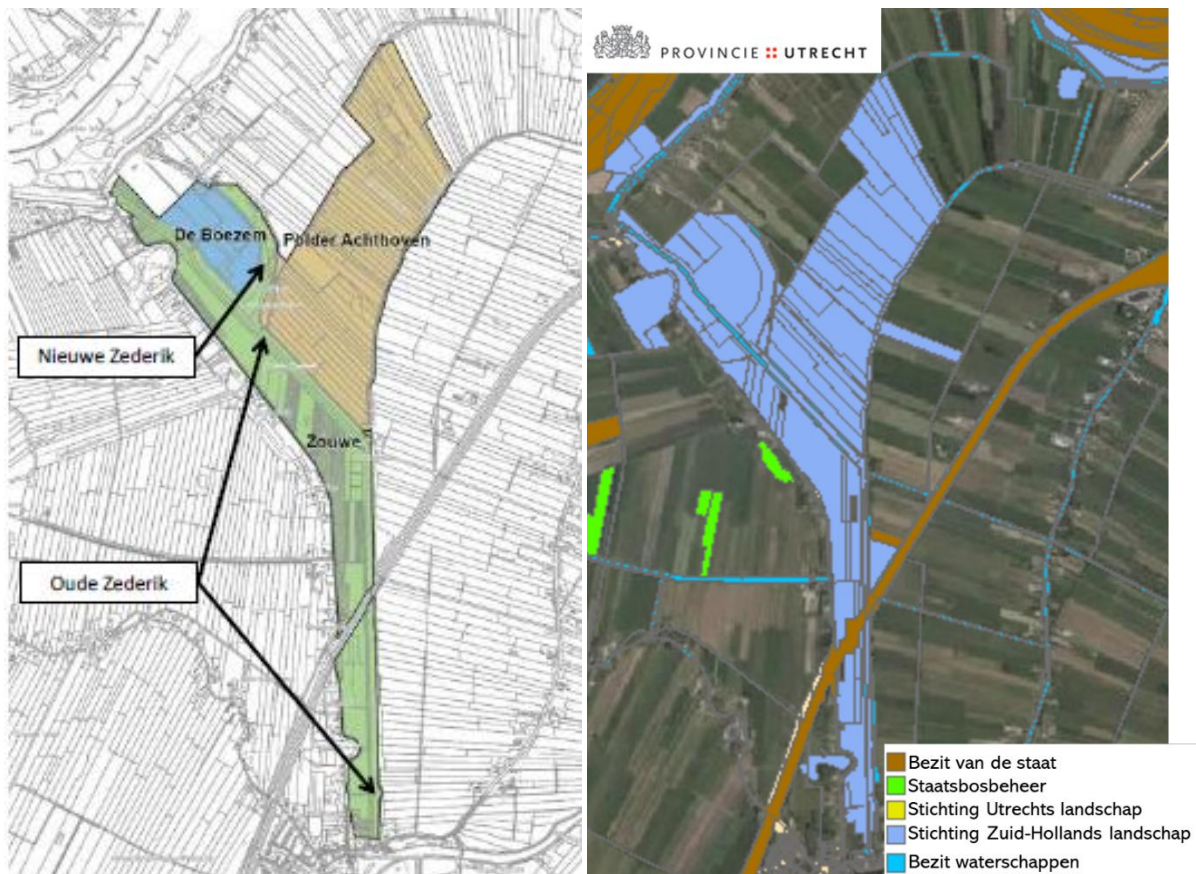 De Boezem
Polder Achthoven
Nieuwe Zederik
Zouwe
Oude Zederik
PROVINCIE UTRECHT
Bezit van de staat
Staatsbosbeheer
Stichting Utrechts landschap
Stichting Zuid-Hollands landschap
Bezit waterschappen